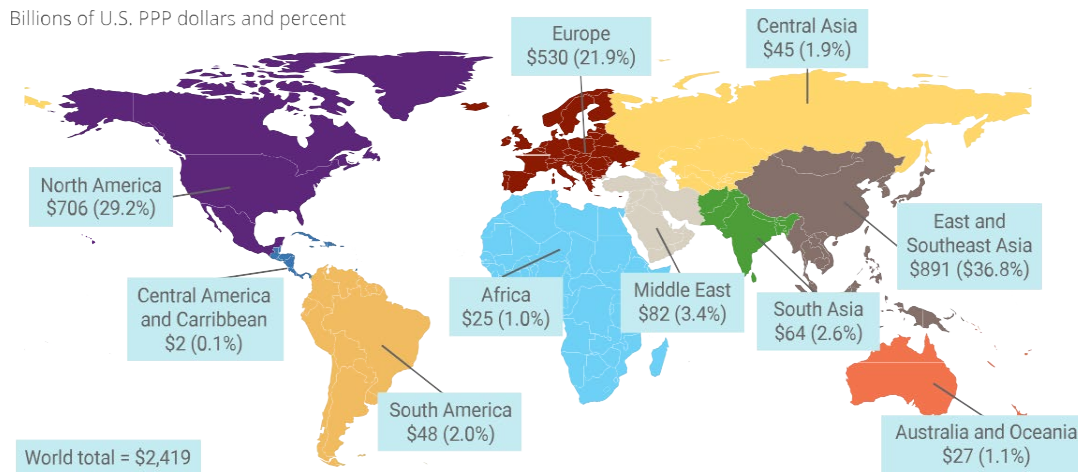 Billions of U.S. PPP dollars and percent
Europe
$530 (21.9%)
Central Asia
$45 (1.9%)
North America
$706 (29.2%)
East and
Southeast Asia
$891 ($36.8%)
Central America
and Carribbean
$2 (0.1%)
Africa
$25 (1.0%)
Middle East
$82 (3.4%)
South Asia
$64 (2.6%)
South America
$48 (2.0%)
Australia and Oceania
$27 (1.1%)
World total = $2,419